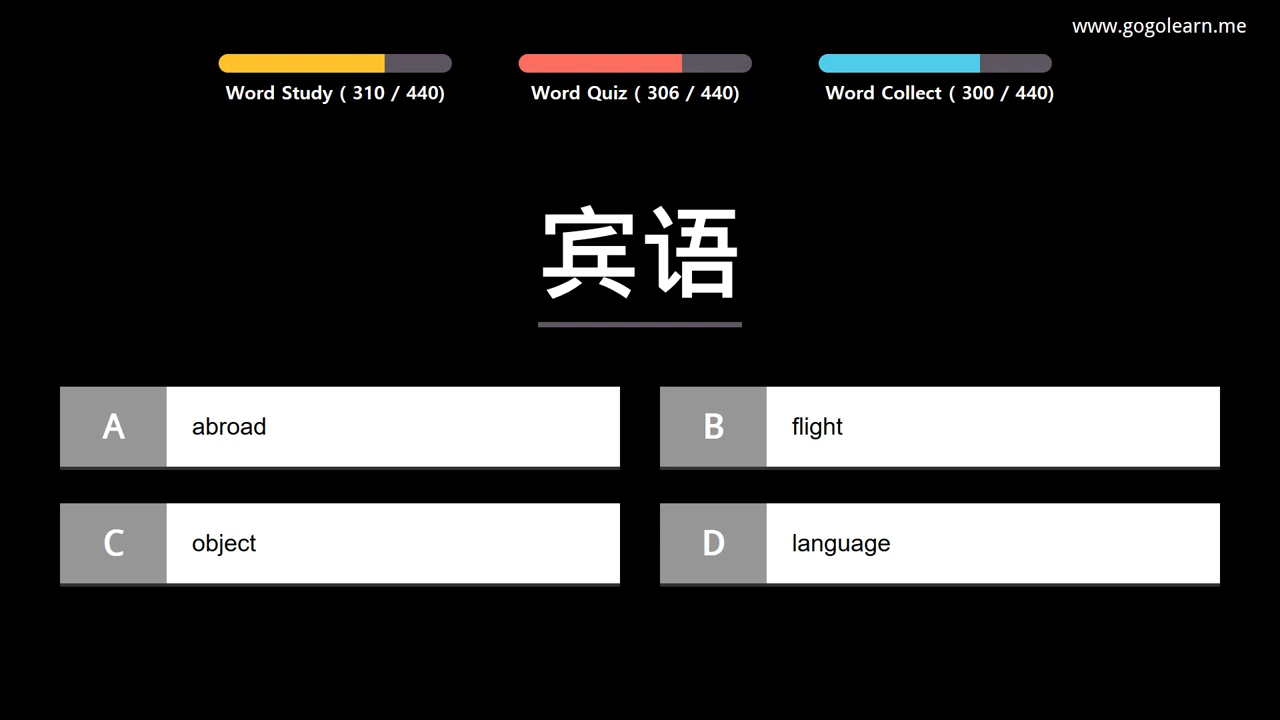 www.gogolearn.me
Word Study ( 310 / 440)
Word Quiz ( 306 / 440)
Word Collect ( 300 / 440)
宾语
A abroad
B flight
C object
D language